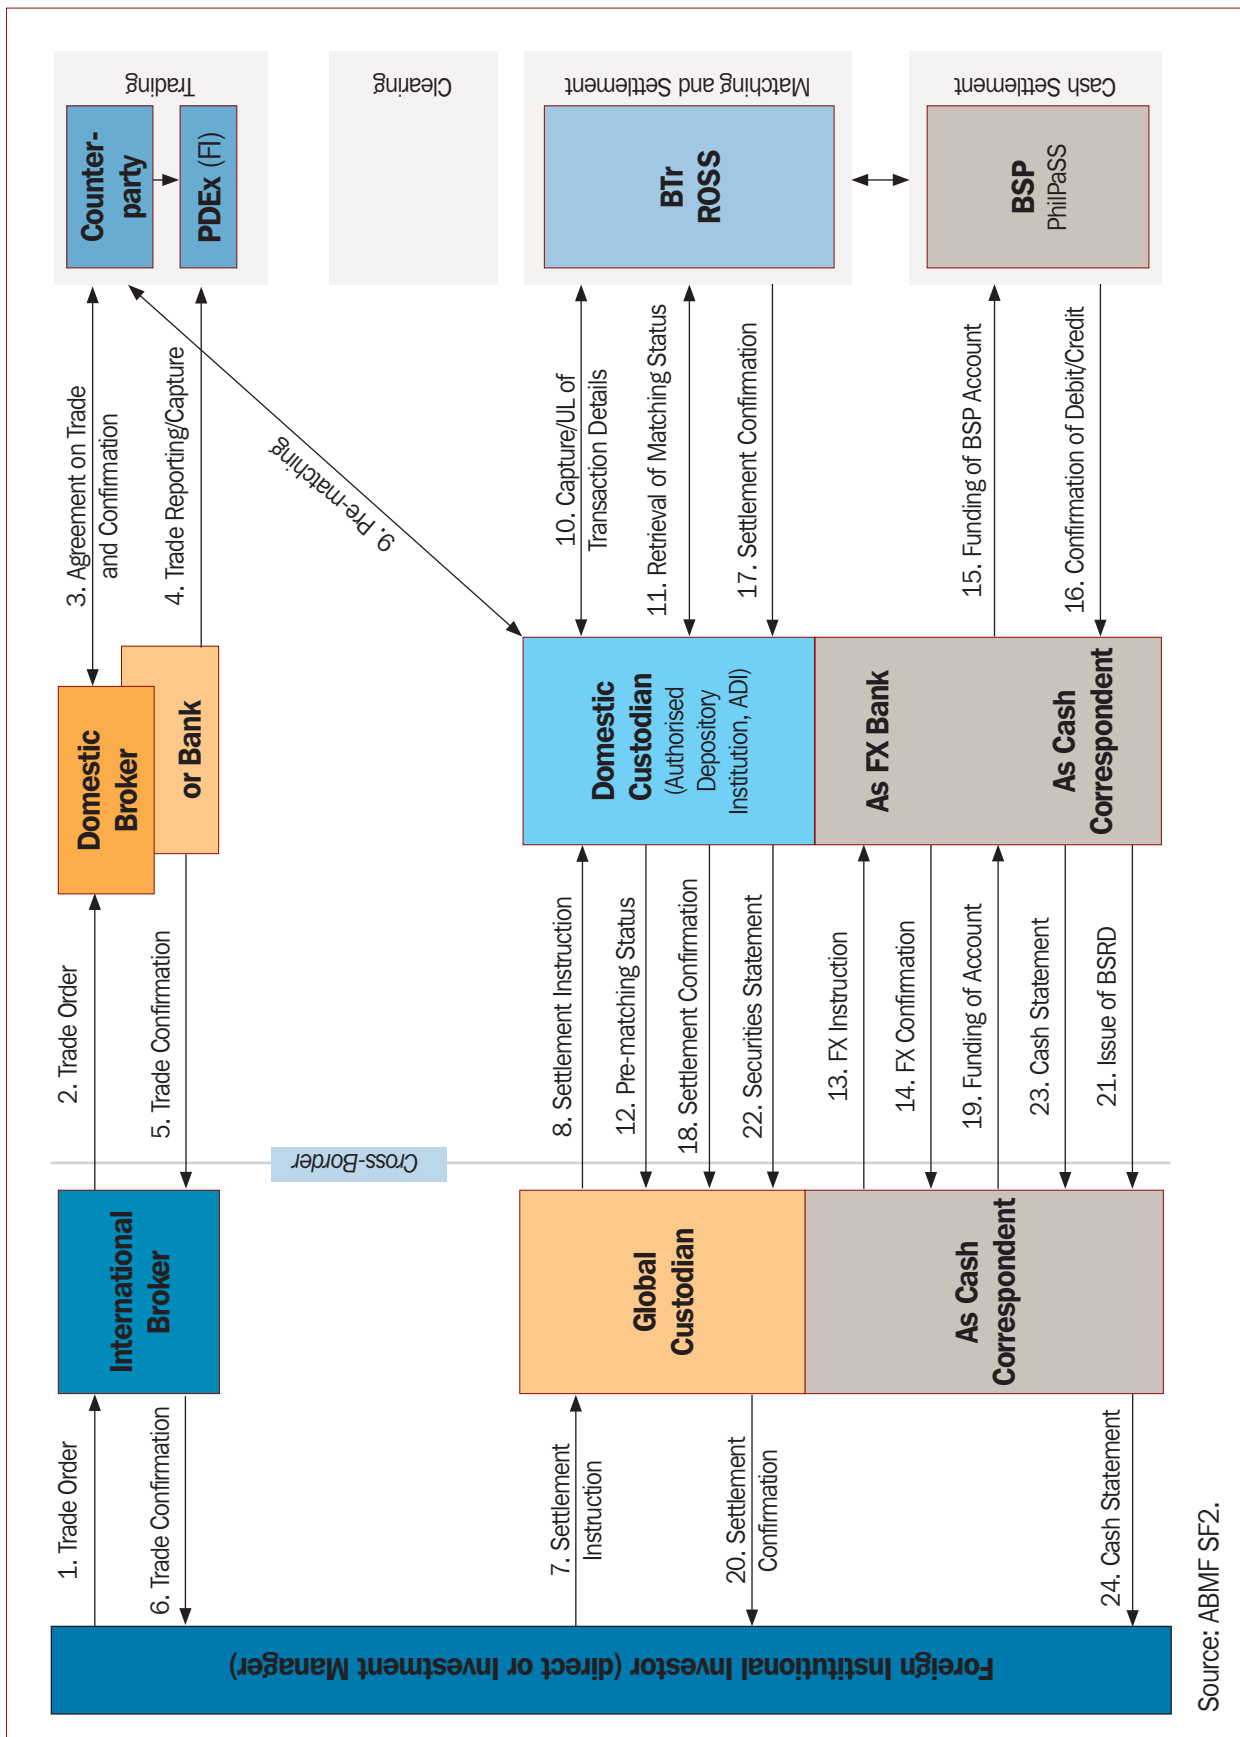 Trading
Counter-
party
PDEx (FI)
Clearing
Matching and Settlement
BTr
ROSS
Cash Settlement
BSP
PhilPaSS
3. Agreement on Trade
and Confirmation
4. Trade Reporting/Capture
9. Pre-matching
10. Capture/UL of
Transaction Details
11. Retrieval of Matching Status
17. Settlement Confirmation
15. Funding of BSP Account
16. Confirmation of Debit/Credit
Domestic
Broker
or Bank
Domestic
Custodian
(Authorised
Depository
Institution, ADI)
As FX Bank
As Cash
Correspondent
2. Trade Order
5. Trade Confirmation
8. Settlement Instruction
12. Pre-matching Status
18. Settlement Confirmation
22. Securities Statement
13. FX Instruction
14. FX Confirmation
19. Funding of Account
23. Cash Statement
21. Issue of BSRD
Cross-Border
International
Broker
Global
Custodian
As Cash
Correspondent
1. Trade Order
6. Trade Confirmation
7. Settlement
Instruction
20. Settlement
Confirmation
24. Cash Statement
Foreign Institutional Investor (direct or Investment Manager)
Source: ABMF SF2.